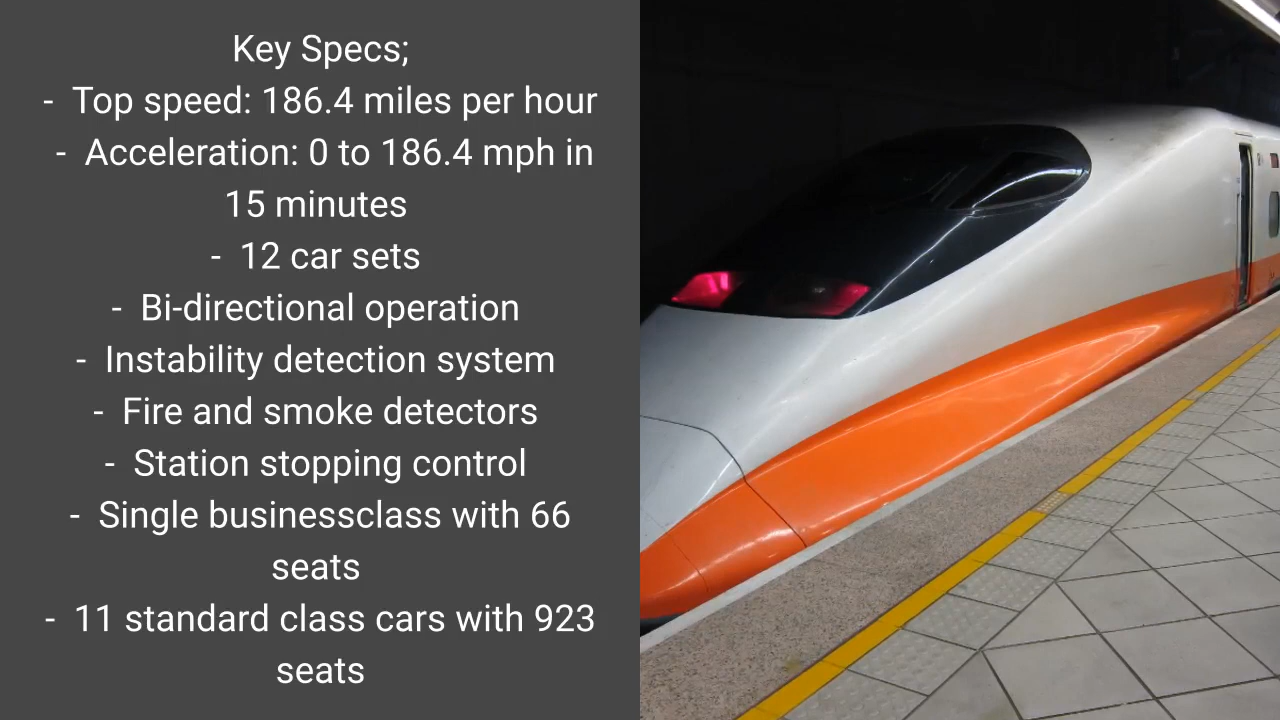 Key Specs;
- Top speed: 186.4 miles per hour
- Acceleration: 0 to 186.4 mph in
15 minutes
- 12 car sets
- Bi-directional operation
- Instability detection system
- Fire and smoke detectors
- Station stopping control
- Single businessclass with 66
seats
- 11 standard class cars with 923
seats